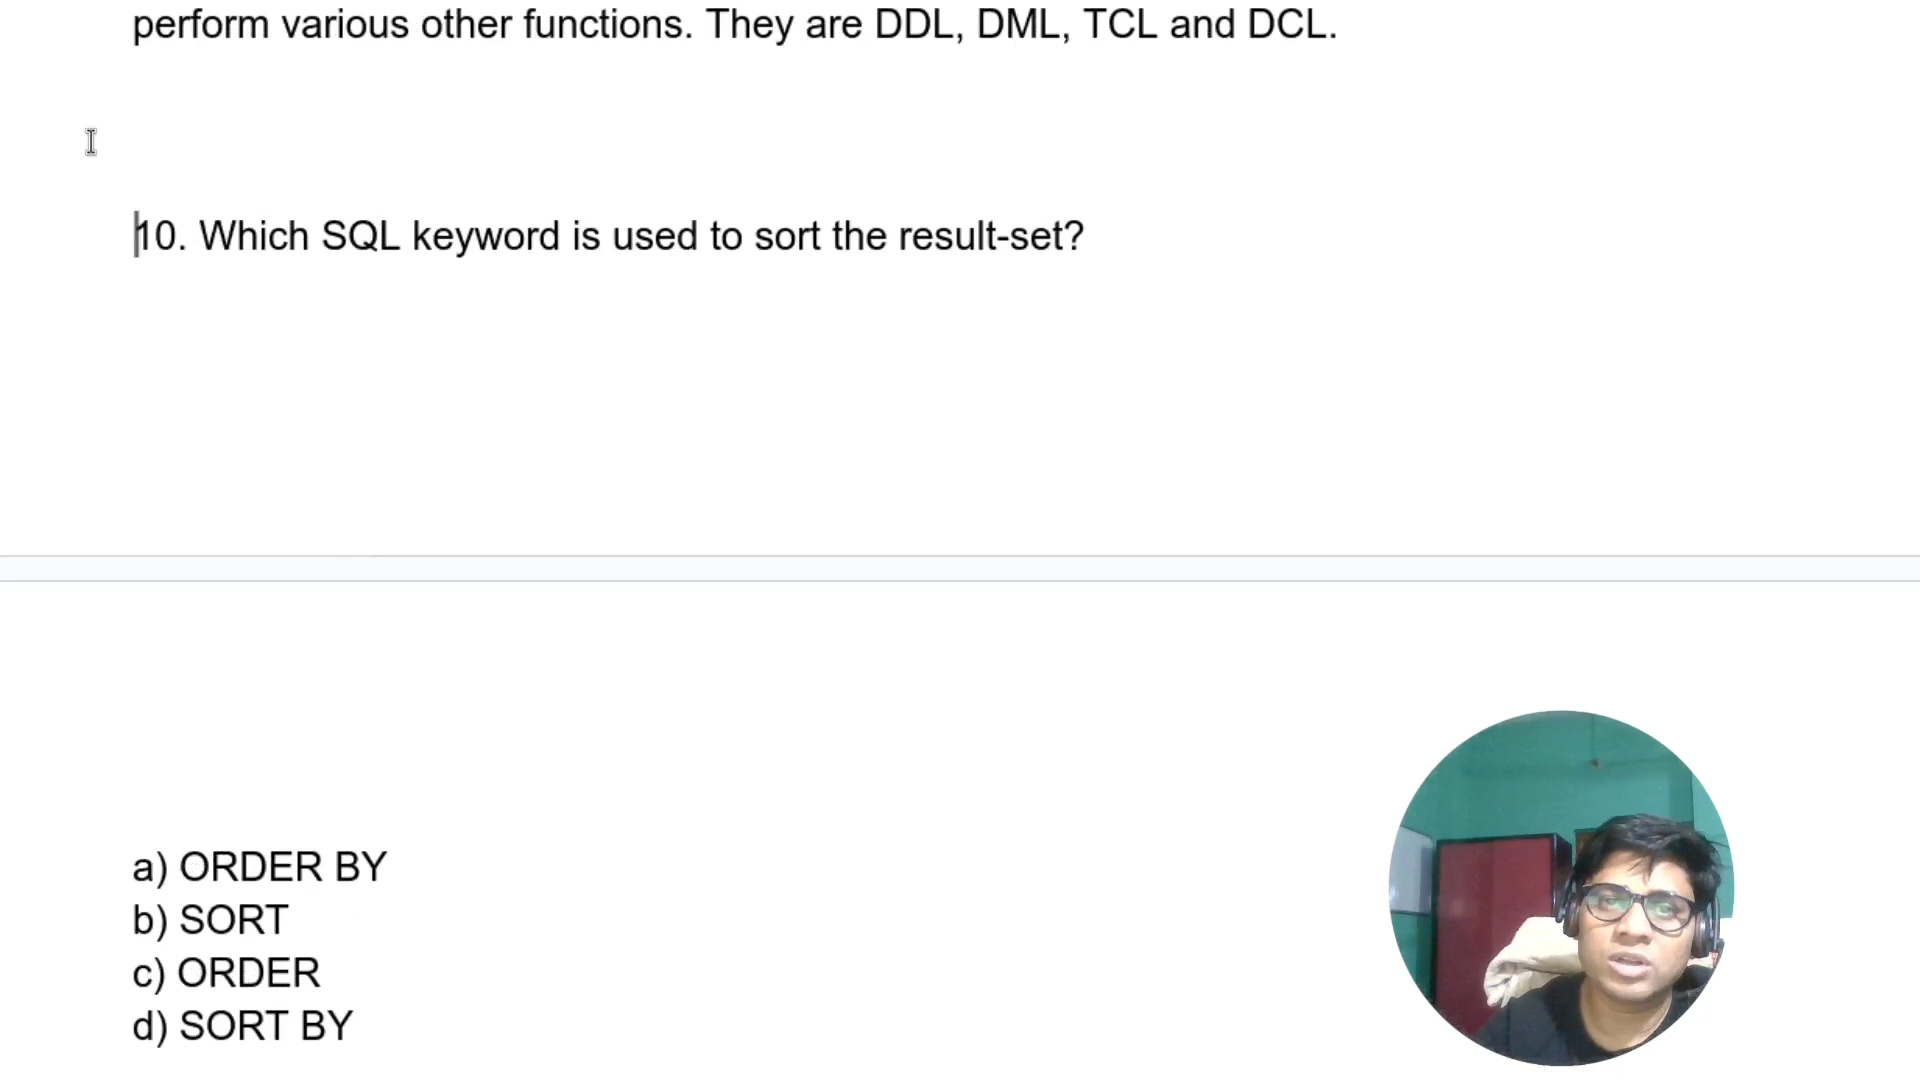 perform various other functions. They are DDL, DML, TCL and DCL.
10. Which SQL keyword is used to sort the result-set?
a) ORDER BY
b) SORT
c) ORDER
d) SORT BY